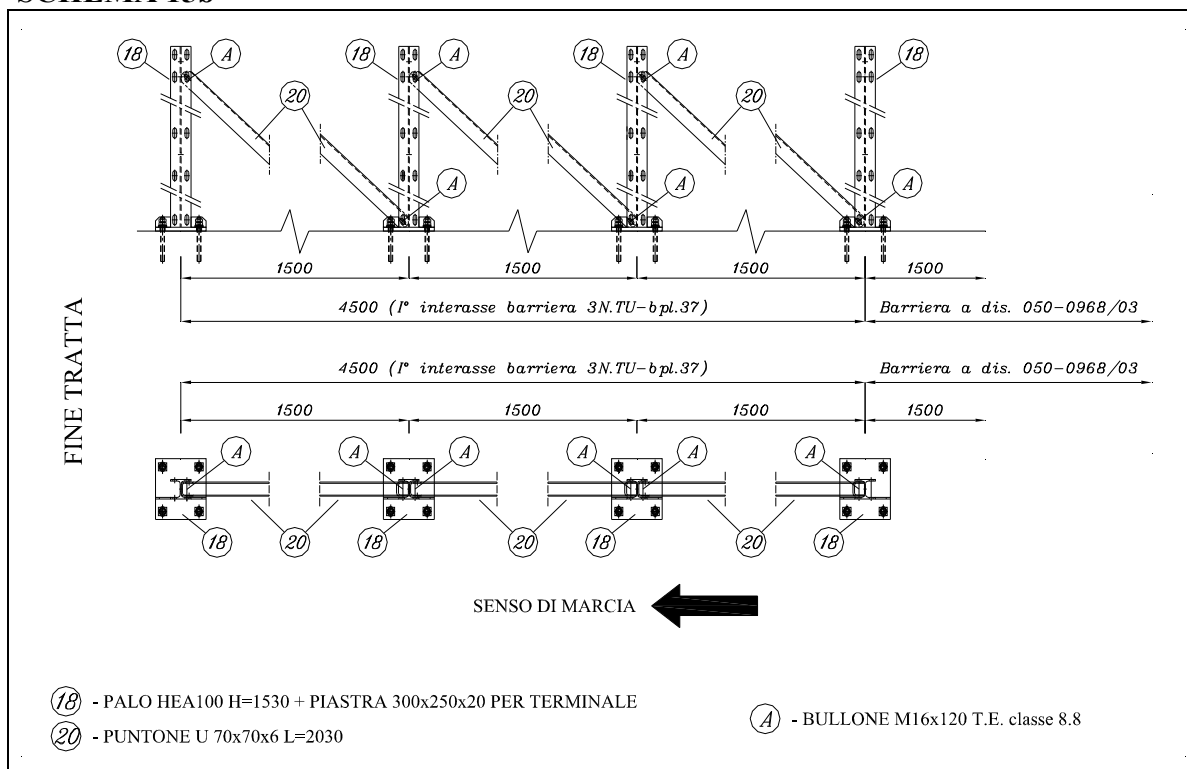 18 A 18 A 18 A 18
20 20 20
A A A
1500 1500 1500 1500
4500 (I° interasse barriera 3N.TU-bpl.37) Barriera a dis. 050-0968/03
FINE TRATTA
4500 (I° interasse barriera 3N.TU-bpl.37) Barriera a dis. 050-0968/03
1500 1500 1500 1500
A A A A A A
18 20 18 20 18 20 18
SENSO DI MARCIA
18 - PALO HEA100 H=1530 + PIASTRA 300x250x20 PER TERMINALE
A - BULLONE M16x120 T.E. classe 8.8
20 - PUNTONE U 70x70x6 L=2030